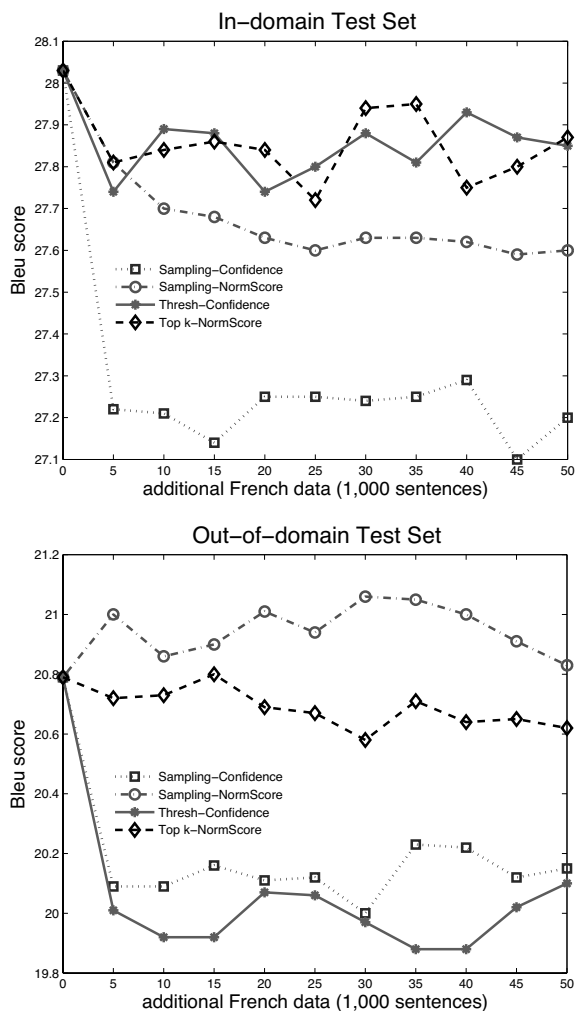 In-domain Test Set
28.1
28
27.9
27.8
27.7
27.6
27.5
27.4
27.3
27.2
27.1
Bleu score
Sampling-Confidence
Sampling-NormScore
Thresh-Confidence
Top k-NormScore
0 5 10 15 20 25 30 35 40 45 50
additional French data (1,000 sentences)
Out-of-domain Test Set
21.2
21
20.8
20.6
20.4
20.2
20
19.8
Bleu score
Sampling-Confidence
Sampling-NormScore
Thresh-Confidence
Top k-NormScore
0 5 10 15 20 25 30 35 40 45 50
additional French data (1,000 sentences)